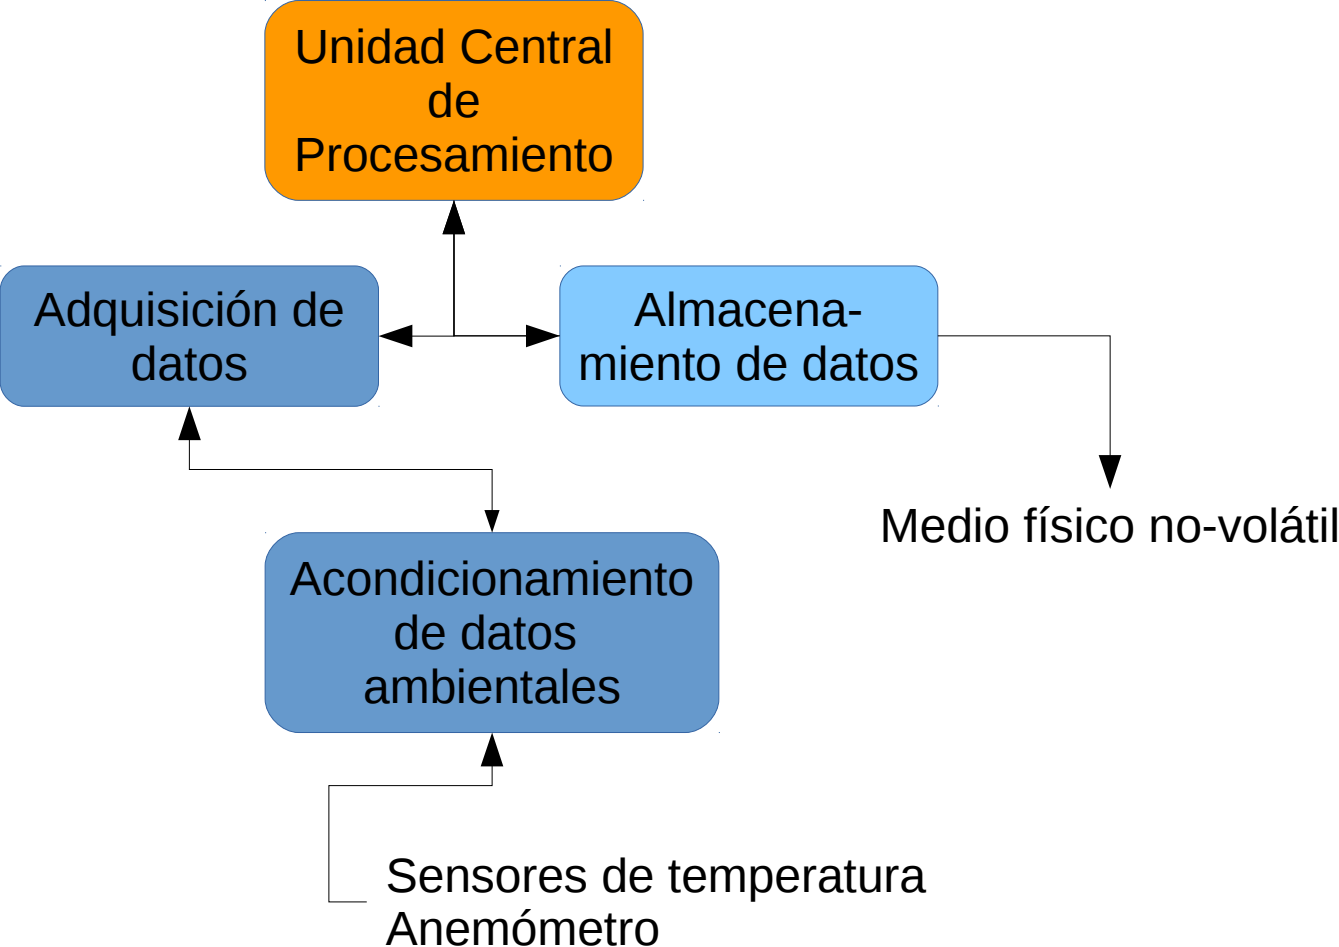 Unidad Central
de
Procesamiento
Adquisición de
datos
Almacena-
miento de datos
Medio físico no-volátil
Acondicionamiento
de datos
ambientales
Sensores de temperatura
Anemómetro